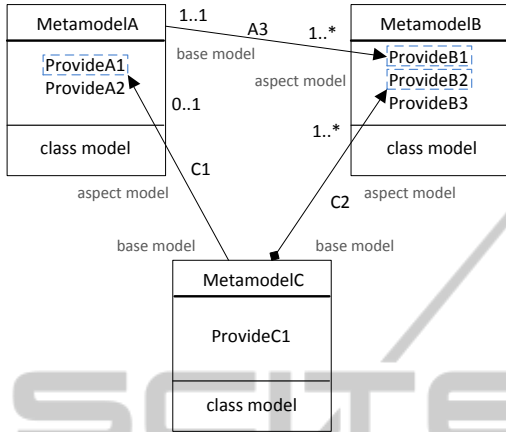 MetamodelA
1..1
A3
1..*
MetamodelB
base model
ProvideA1
ProvideA2
aspect model
ProvideB1
ProvideB2
ProvideB3
0..1
1..*
class model
class model
C1
aspect model
C2
aspect model
base model
base model
MetamodelC
ProvideC1
class model
SCITE